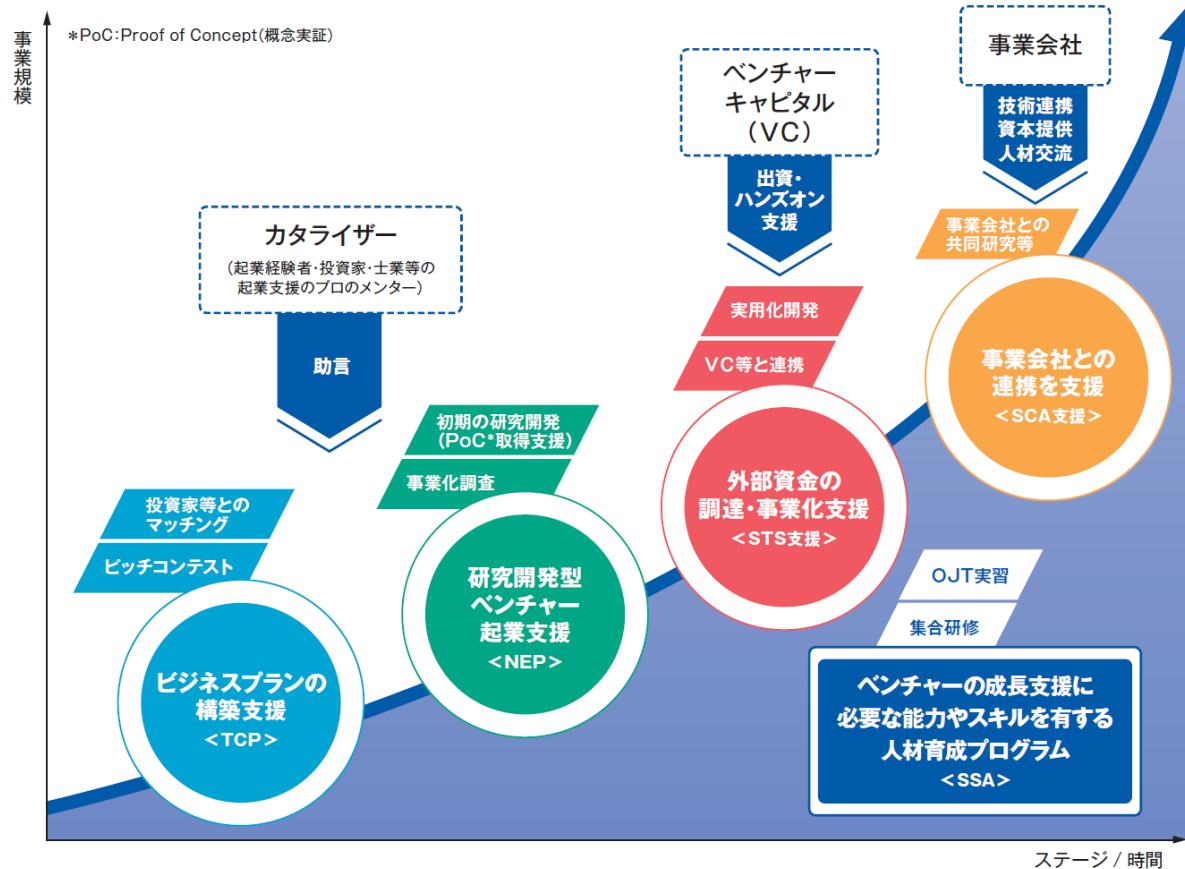 事業規模
*PoC:Proof of Concept(概念実証)
カタライザー
(起業経験者・投資家・士業等の
起業支援のプロのメンター)
助言
ベンチャー
キャピタル
(VC)
出資・
ハンズオン
支援
事業会社
技術連携
資本提供
人材交流
投資家等との
マッチング
ピッチコンテスト
ビジネスプランの
構築支援
<TCP>
初期の研究開発
(PoC*取得支援)
事業化調査
研究開発型
ベンチャー
起業支援
<NEP>
実用化開発
VC等と連携
外部資金の
調達・事業化支援
<STS支援>
事業会社との
共同研究等
事業会社との
連携を支援
<SCA支援>
OJT実習
集合研修
ベンチャーの成長支援に
必要な能力やスキルを有する
人材育成プログラム
<SSA>
ステージ / 時間